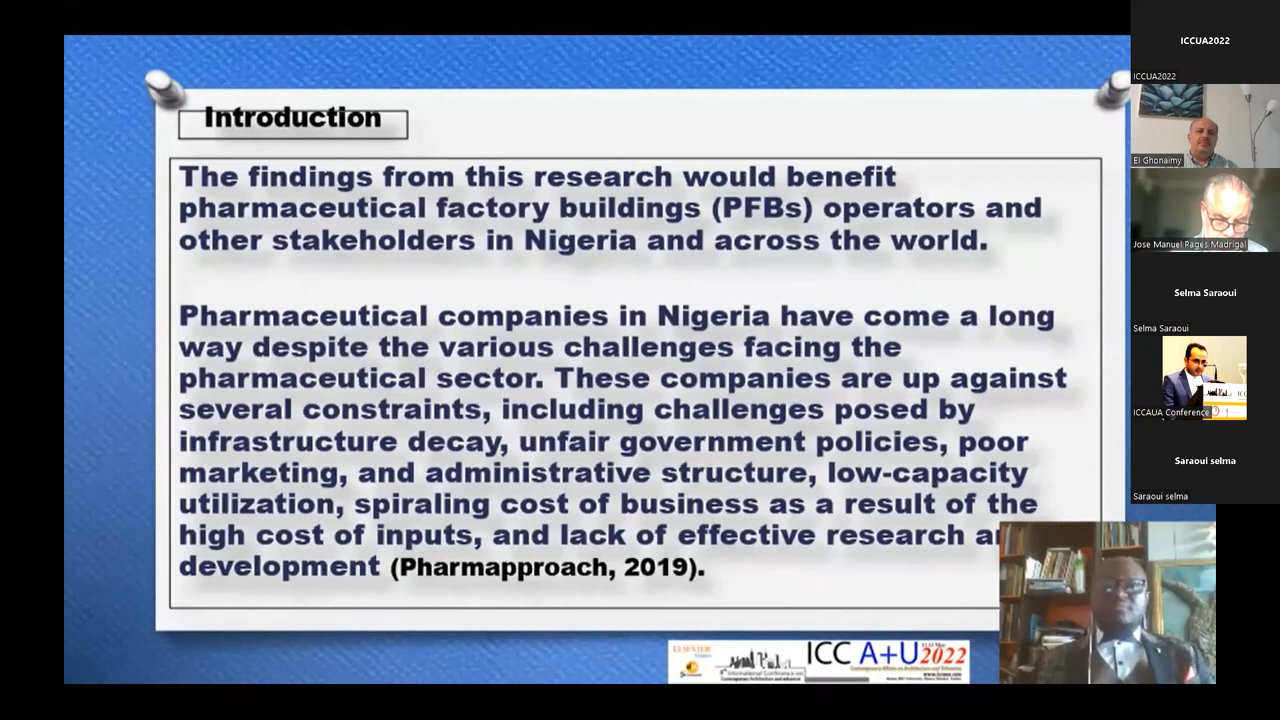 Introduction
The findings from this research would benefit
pharmaceutical factory buildings (PFBs) operators and
other stakeholders in Nigeria and across the world.
Pharmaceutical companies in Nigeria have come a long
way despite the various challenges facing the
pharmaceutical sector. These companies are up against
several constraints, including challenges posed by
infrastructure decay, unfair government policies, poor
marketing, and administrative structure, low-capacity
utilization, spiraling cost of business as a result of the
high cost of inputs, and lack of effective research
development (Pharmapproach, 2019).
ICC A+U 2022
ICCUA2022
ICCUA2022
El Ghonaimy
Jose Manuel Pages Madrigal
Selma Saraoui
Selma Saraoui
ICCAUA Conference
Saraoui selma
Saraoui selma